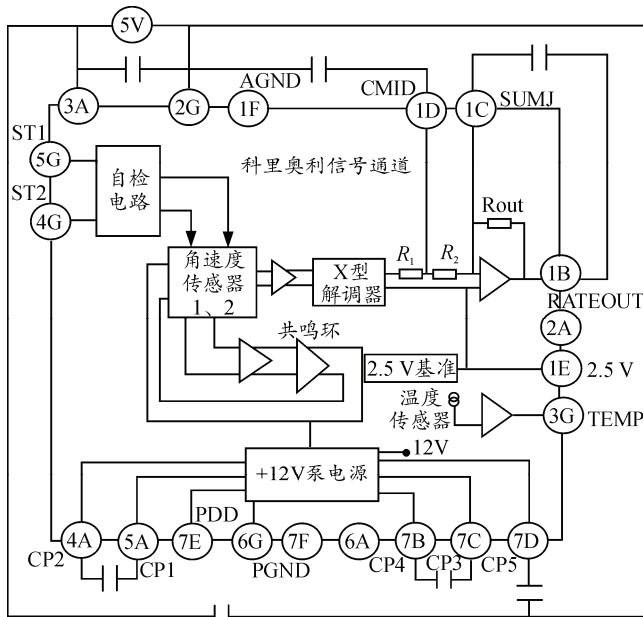 5V
AGND
CMID
3A
2G
1F
1D
1C
SUMJ
ST1
5G
科里奥利信号通道
自检
电路
ST2
4G
Rout
角速度
传感器
1、2
X型
解调器
R₁
R₂
1B
RATEOUT
2A
共鸣环
2.5 V基准
1E
2.5 V
温度
传感器
3G
TEMP
12V
+12V泵电源
PDD
4A
5A
7E
6G
7F
6A
7B
7C
7D
CP2
CP1
PGND
CP4
CP3
CP5